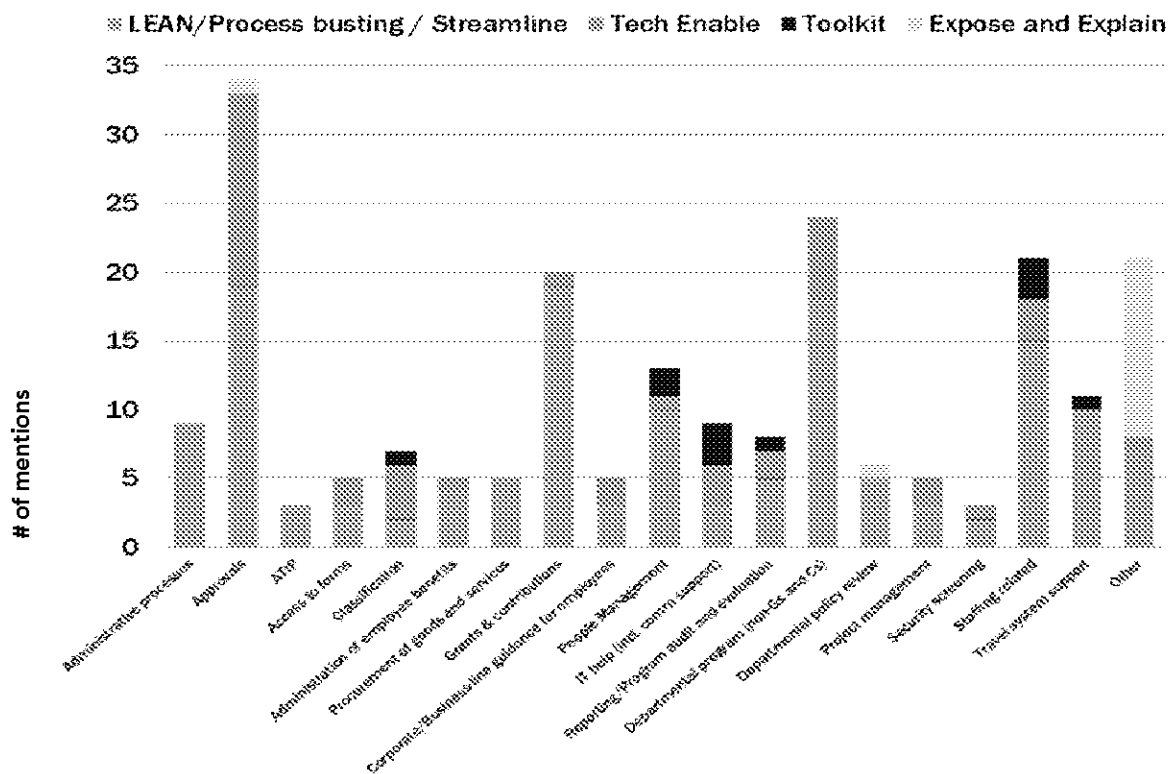 LEAN/Process busting / Streamline Tech Enable Toolkit Expose and Explain
35
30
25
20
15
10
5
0
# of mentions
Administrative processes
Approvals
ATIP
Access to forms
Classification
Administration of employee benefits
Procurement of goods and services
Grants & contributions
Corporate/Business-line guidance for employees
People Management
IT help (incl. comm support)
Reporting/Program audit and evaluation
Departmental program (non-Gs and Cs)
Departmental policy review
Project management
Security screening
Staffing related
Travel system support
Other